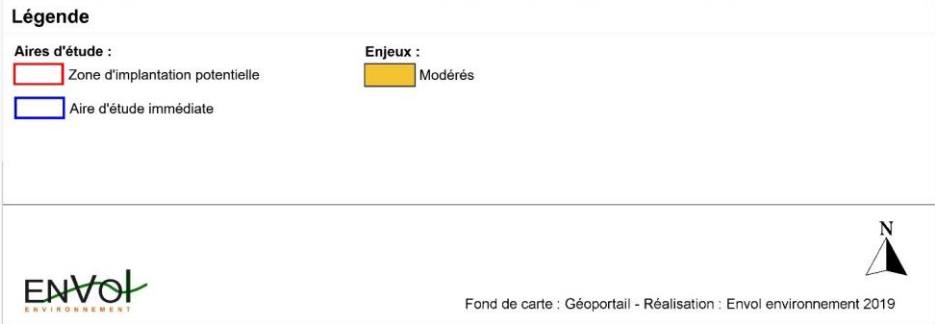 Légende
Aires d'étude :
Zone d'implantation potentielle
Aire d'étude immédiate
Enjeux :
Modérés
N
ENVOl
ENVIRONNEMENT
Fond de carte : Géoportail - Réalisation : Envol environnement 2019